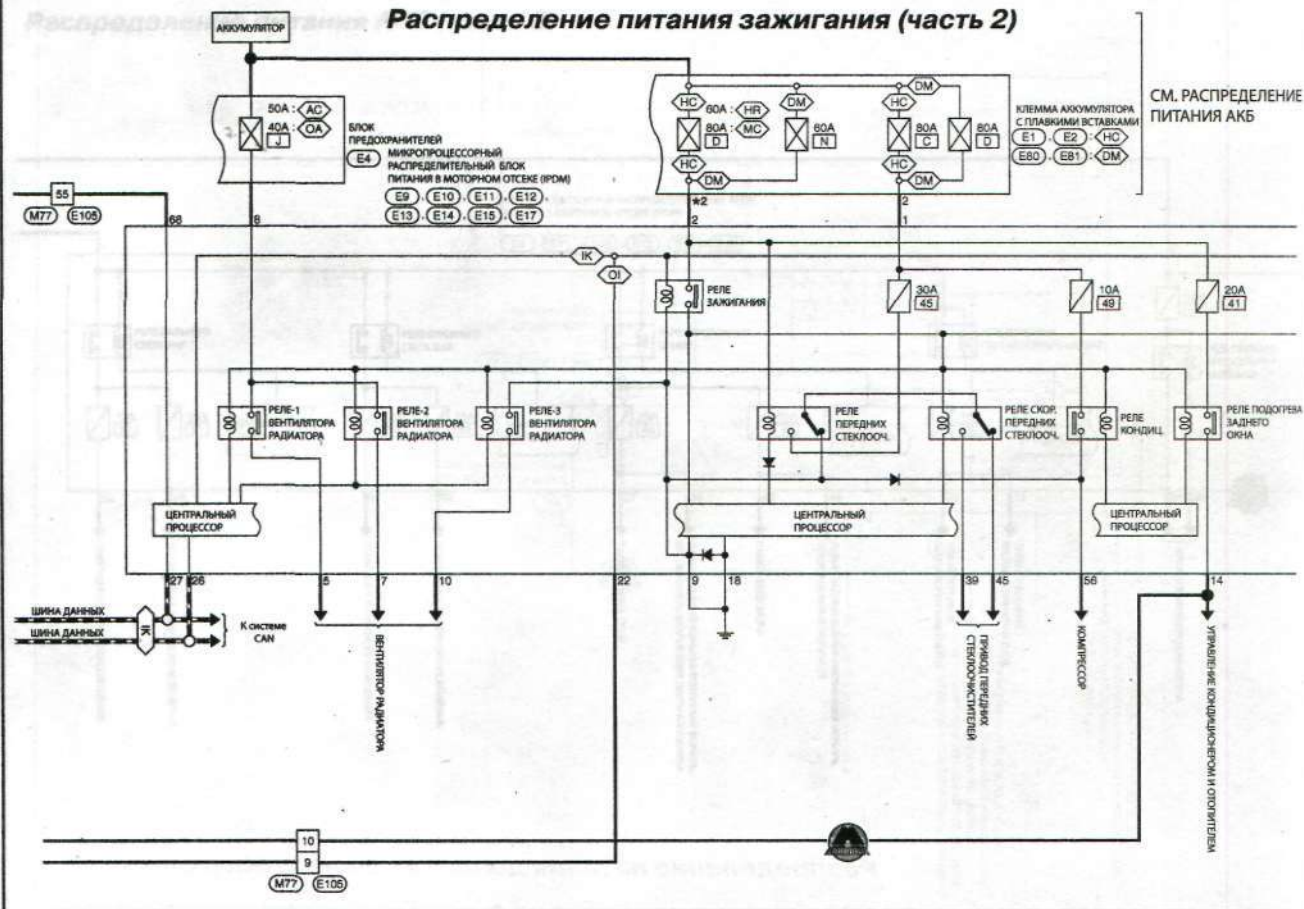 Распределение питания зажигания (часть 2)
АККУМУЛЯТОР
50A : AC
40A : OA
J
БЛОК
ПРЕДОХРАНИТЕЛЕЙ
E4
МИКРОПРОЦЕССОРНЫЙ
РАСПРЕДЕЛИТЕЛЬНЫЙ БЛОК
ПИТАНИЯ В МОТОРНОМ ОТСЕКЕ (IPDM)
E9 , E10 , E11 , E12 ,
E13 , E14 , E15 , E17
HC
60A : HR
80A : MC
D
HC
DM
DM
60A
N
HC
80A
C
HC
DM
DM
80A
D
КЛЕММА АККУМУЛЯТОРА
С ПЛАВКИМИ ВСТАВКАМИ
E1 , E2 : HC
E80 , E81 : DM
СМ. РАСПРЕДЕЛЕНИЕ
ПИТАНИЯ АКБ
55
M77 E105
68
8
*2
2
2
1
IK
OI
РЕЛЕ
ЗАЖИГАНИЯ
30A
45
10A
49
20A
41
РЕЛЕ-1
ВЕНТИЛЯТОРА
РАДИАТОРА
РЕЛЕ-2
ВЕНТИЛЯТОРА
РАДИАТОРА
РЕЛЕ-3
ВЕНТИЛЯТОРА
РАДИАТОРА
РЕЛЕ
ПЕРЕДНИХ
СТЕКЛООЧ.
РЕЛЕ СКОР.
ПЕРЕДНИХ
СТЕКЛООЧ.
РЕЛЕ
КОНДИЦ.
РЕЛЕ ПОДОГРЕВА
ЗАДНЕГО
ОКНА
ЦЕНТРАЛЬНЫЙ
ПРОЦЕССОР
ЦЕНТРАЛЬНЫЙ
ПРОЦЕССОР
ЦЕНТРАЛЬНЫЙ
ПРОЦЕССОР
27
26
5
7
10
22
9
18
39
45
56
14
ШИНА ДАННЫХ
ШИНА ДАННЫХ
IK
К системе
CAN
ВЕНТИЛЯТОР РАДИАТОРА
ПРИВОД ПЕРЕДНИХ
СТЕКЛООЧИСТИТЕЛЕЙ
КОМПРЕССОР
УПРАВЛЕНИЕ КОНДИЦИОНЕРОМ И ОТОПИТЕЛЕМ
10
9
M77 E105